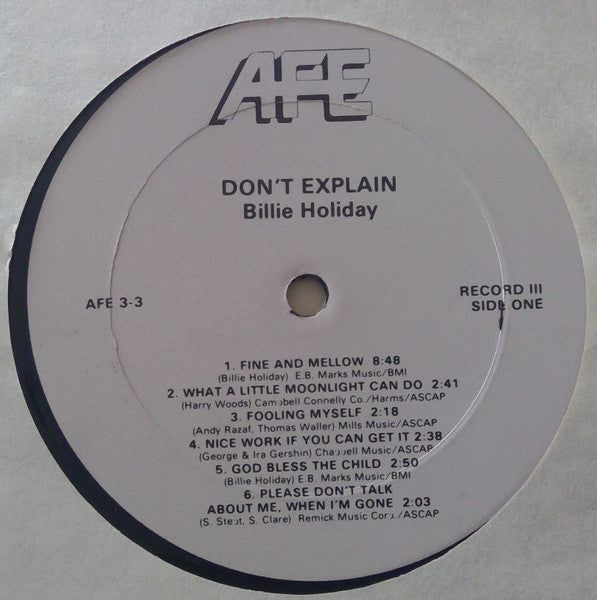 AFE
DON'T EXPLAIN
Billie Holiday
AFE 3-3
RECORD III
SIDE ONE
1. FINE AND MELLOW 8:48
(Billie Holiday) E.B. Marks Music/BMI
2. WHAT A LITTLE MOONLIGHT CAN DO 2:41
(Harry Woods) Campbell Connelly Co./Harms/ASCAP
3. FOOLING MYSELF 2:18
(Andy Razaf, Thomas Waller) Mills Music/ASCAP
4. NICE WORK IF YOU CAN GET IT 2:38
(George & Ira Gershin) Chappell Music/ASCAP
5. GOD BLESS THE CHILD 2:50
(Billie Holiday) E.B. Marks Music/BMI
6. PLEASE DON'T TALK
ABOUT ME, WHEN I'M GONE 2:03
(S. Stept, S. Clare) Remick Music Corp./ASCAP